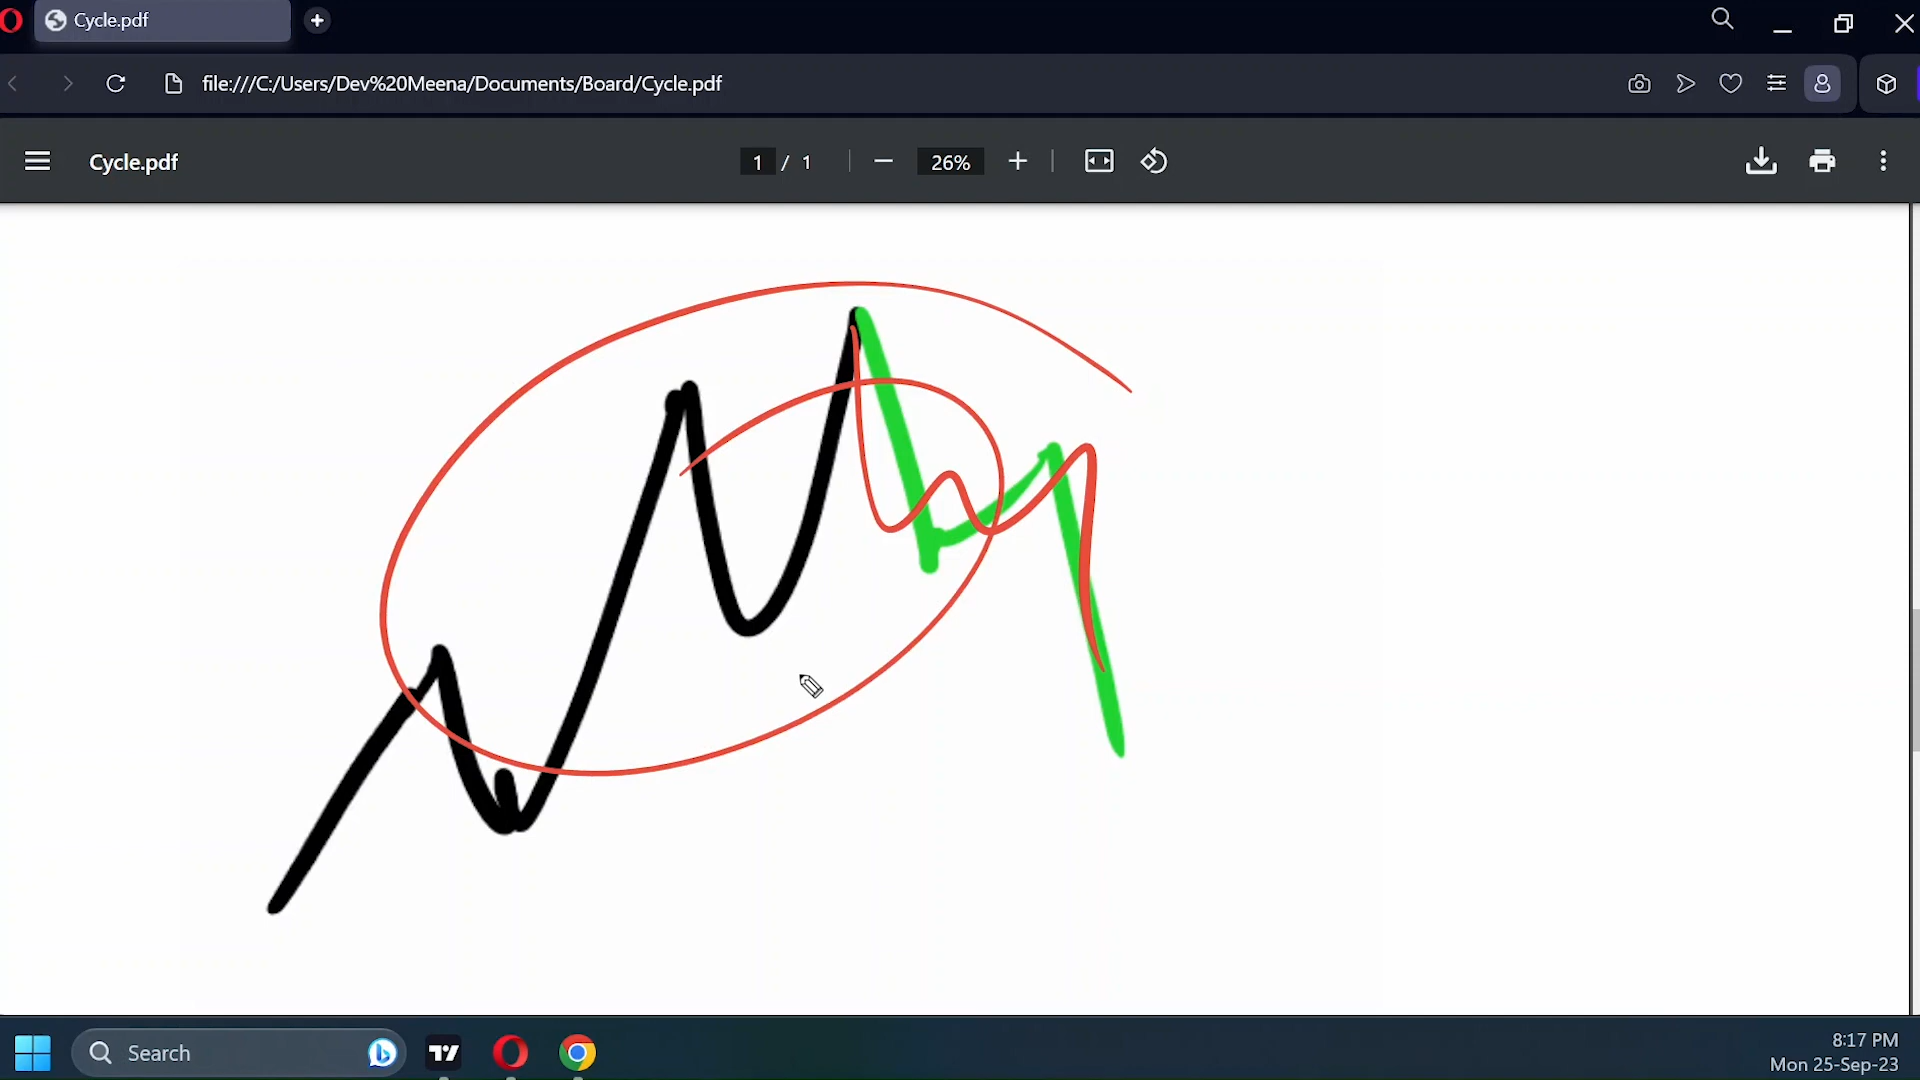 Cycle.pdf
file:///C:/Users/Dev%20Meena/Documents/Board/Cycle.pdf
Cycle.pdf
1 / 1
26%
Search
8:17 PM
Mon 25-Sep-23